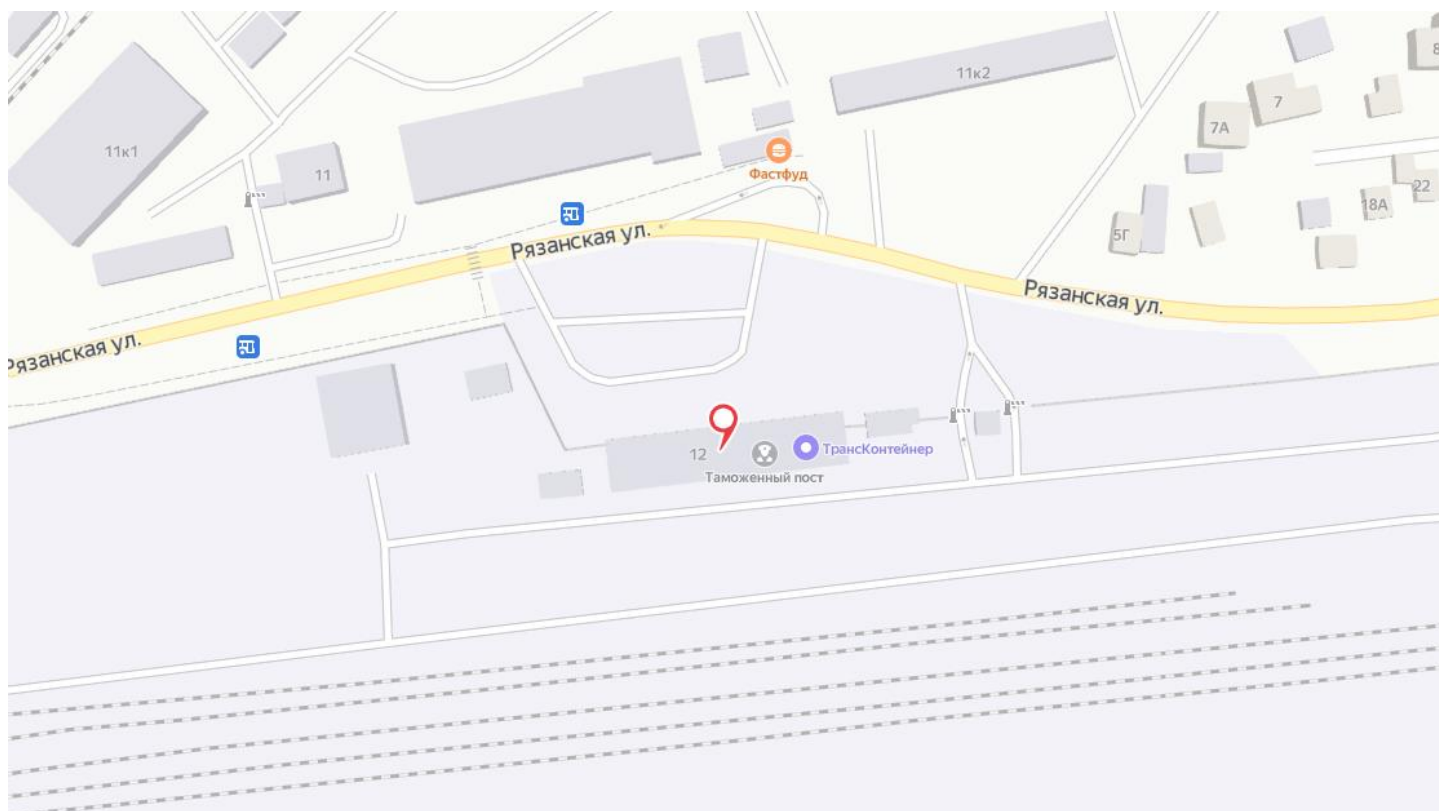 11к2
8
7
7А
11к1
Фастфуд
11
22
18А
5Г
Рязанская ул.
Рязанская ул.
Рязанская ул.
12
ТрансКонтейнер
Таможенный пост